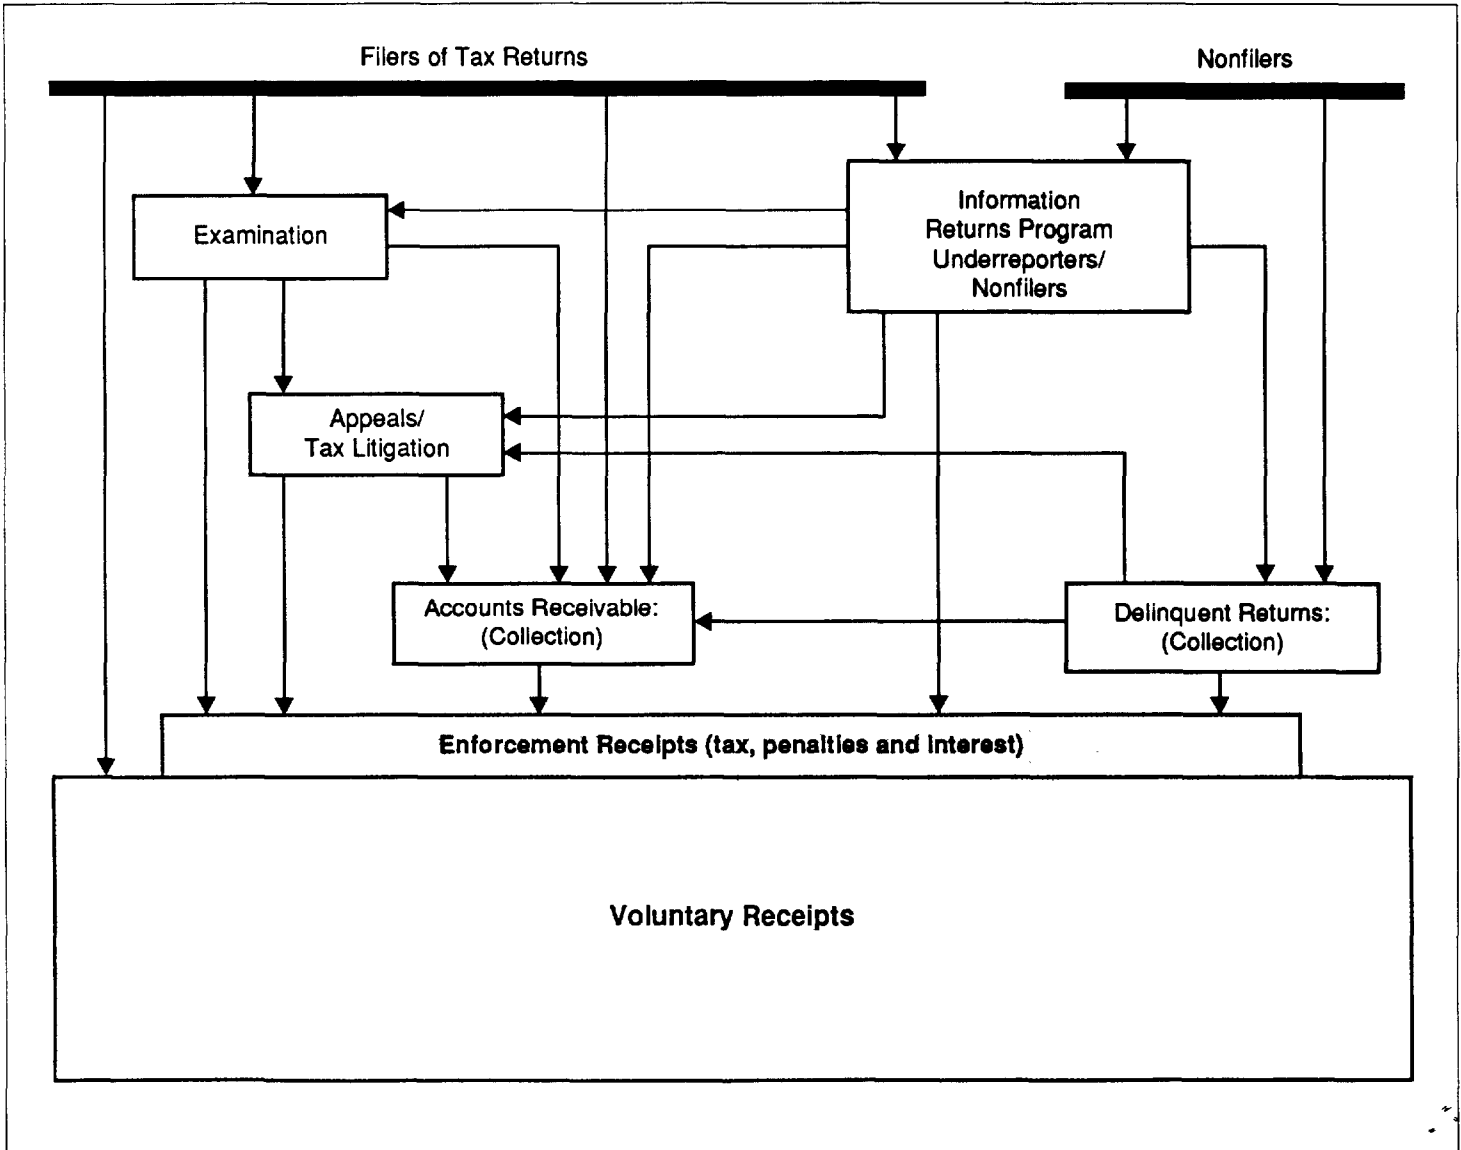 Filers of Tax Returns
Nonfilers
Information
Returns Program
Underreporters/
Nonfilers
Examination
Appeals/
Tax Litigation
Accounts Receivable:
(Collection)
Delinquent Returns:
(Collection)
Enforcement Receipts (tax, penalties and interest)
Voluntary Receipts